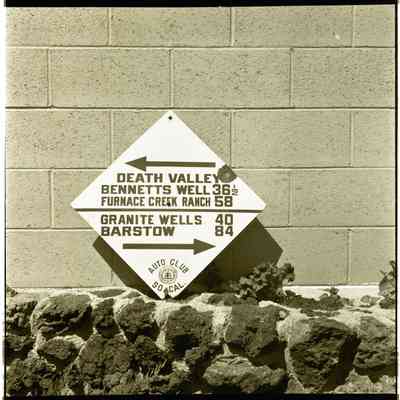 DEATH VALLEY
BENNETTS WELL 36½
FURNACE CREEK RANCH 58
GRANITE WELLS 40
BARSTOW 84
AUTO CLUB
SO. CAL.